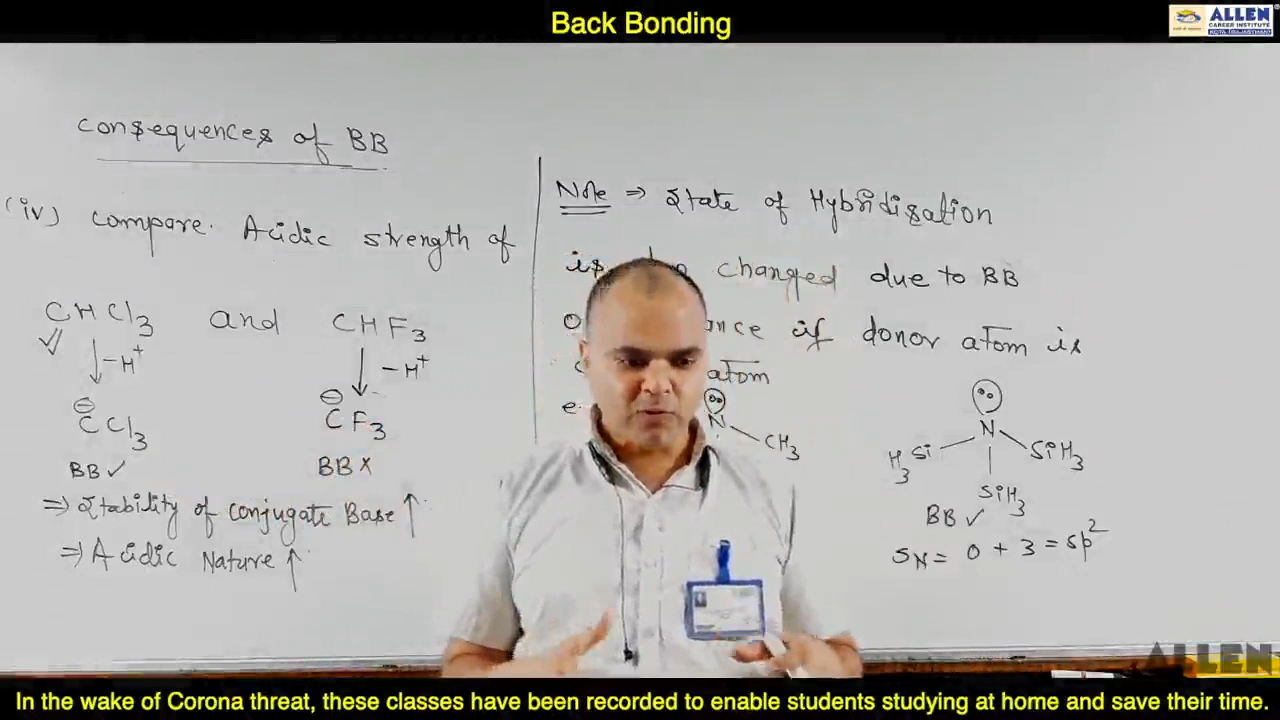 Back Bonding
ALLEN
CAREER INSTITUTE
KOTA (RAJASTHAN)
Consequences of BB
(iv) Compare. Acidic strength of
CHCl3 and CHF3
✓
-H+
-H+
⊖
CCl3
⊖
CF3
BB ✓
BB X
⇒ Stability of conjugate Base ↑
⇒ Acidic Nature ↑
Note ⇒ State of Hybridisation
is changed due to BB
if donor atom is
atom
N
CH3
N
H3Si
SiH3
SiH3
BB ✓
SN = 0 + 3 = sp2
ALLEN
In the wake of Corona threat, these classes have been recorded to enable students studying at home and save their time.